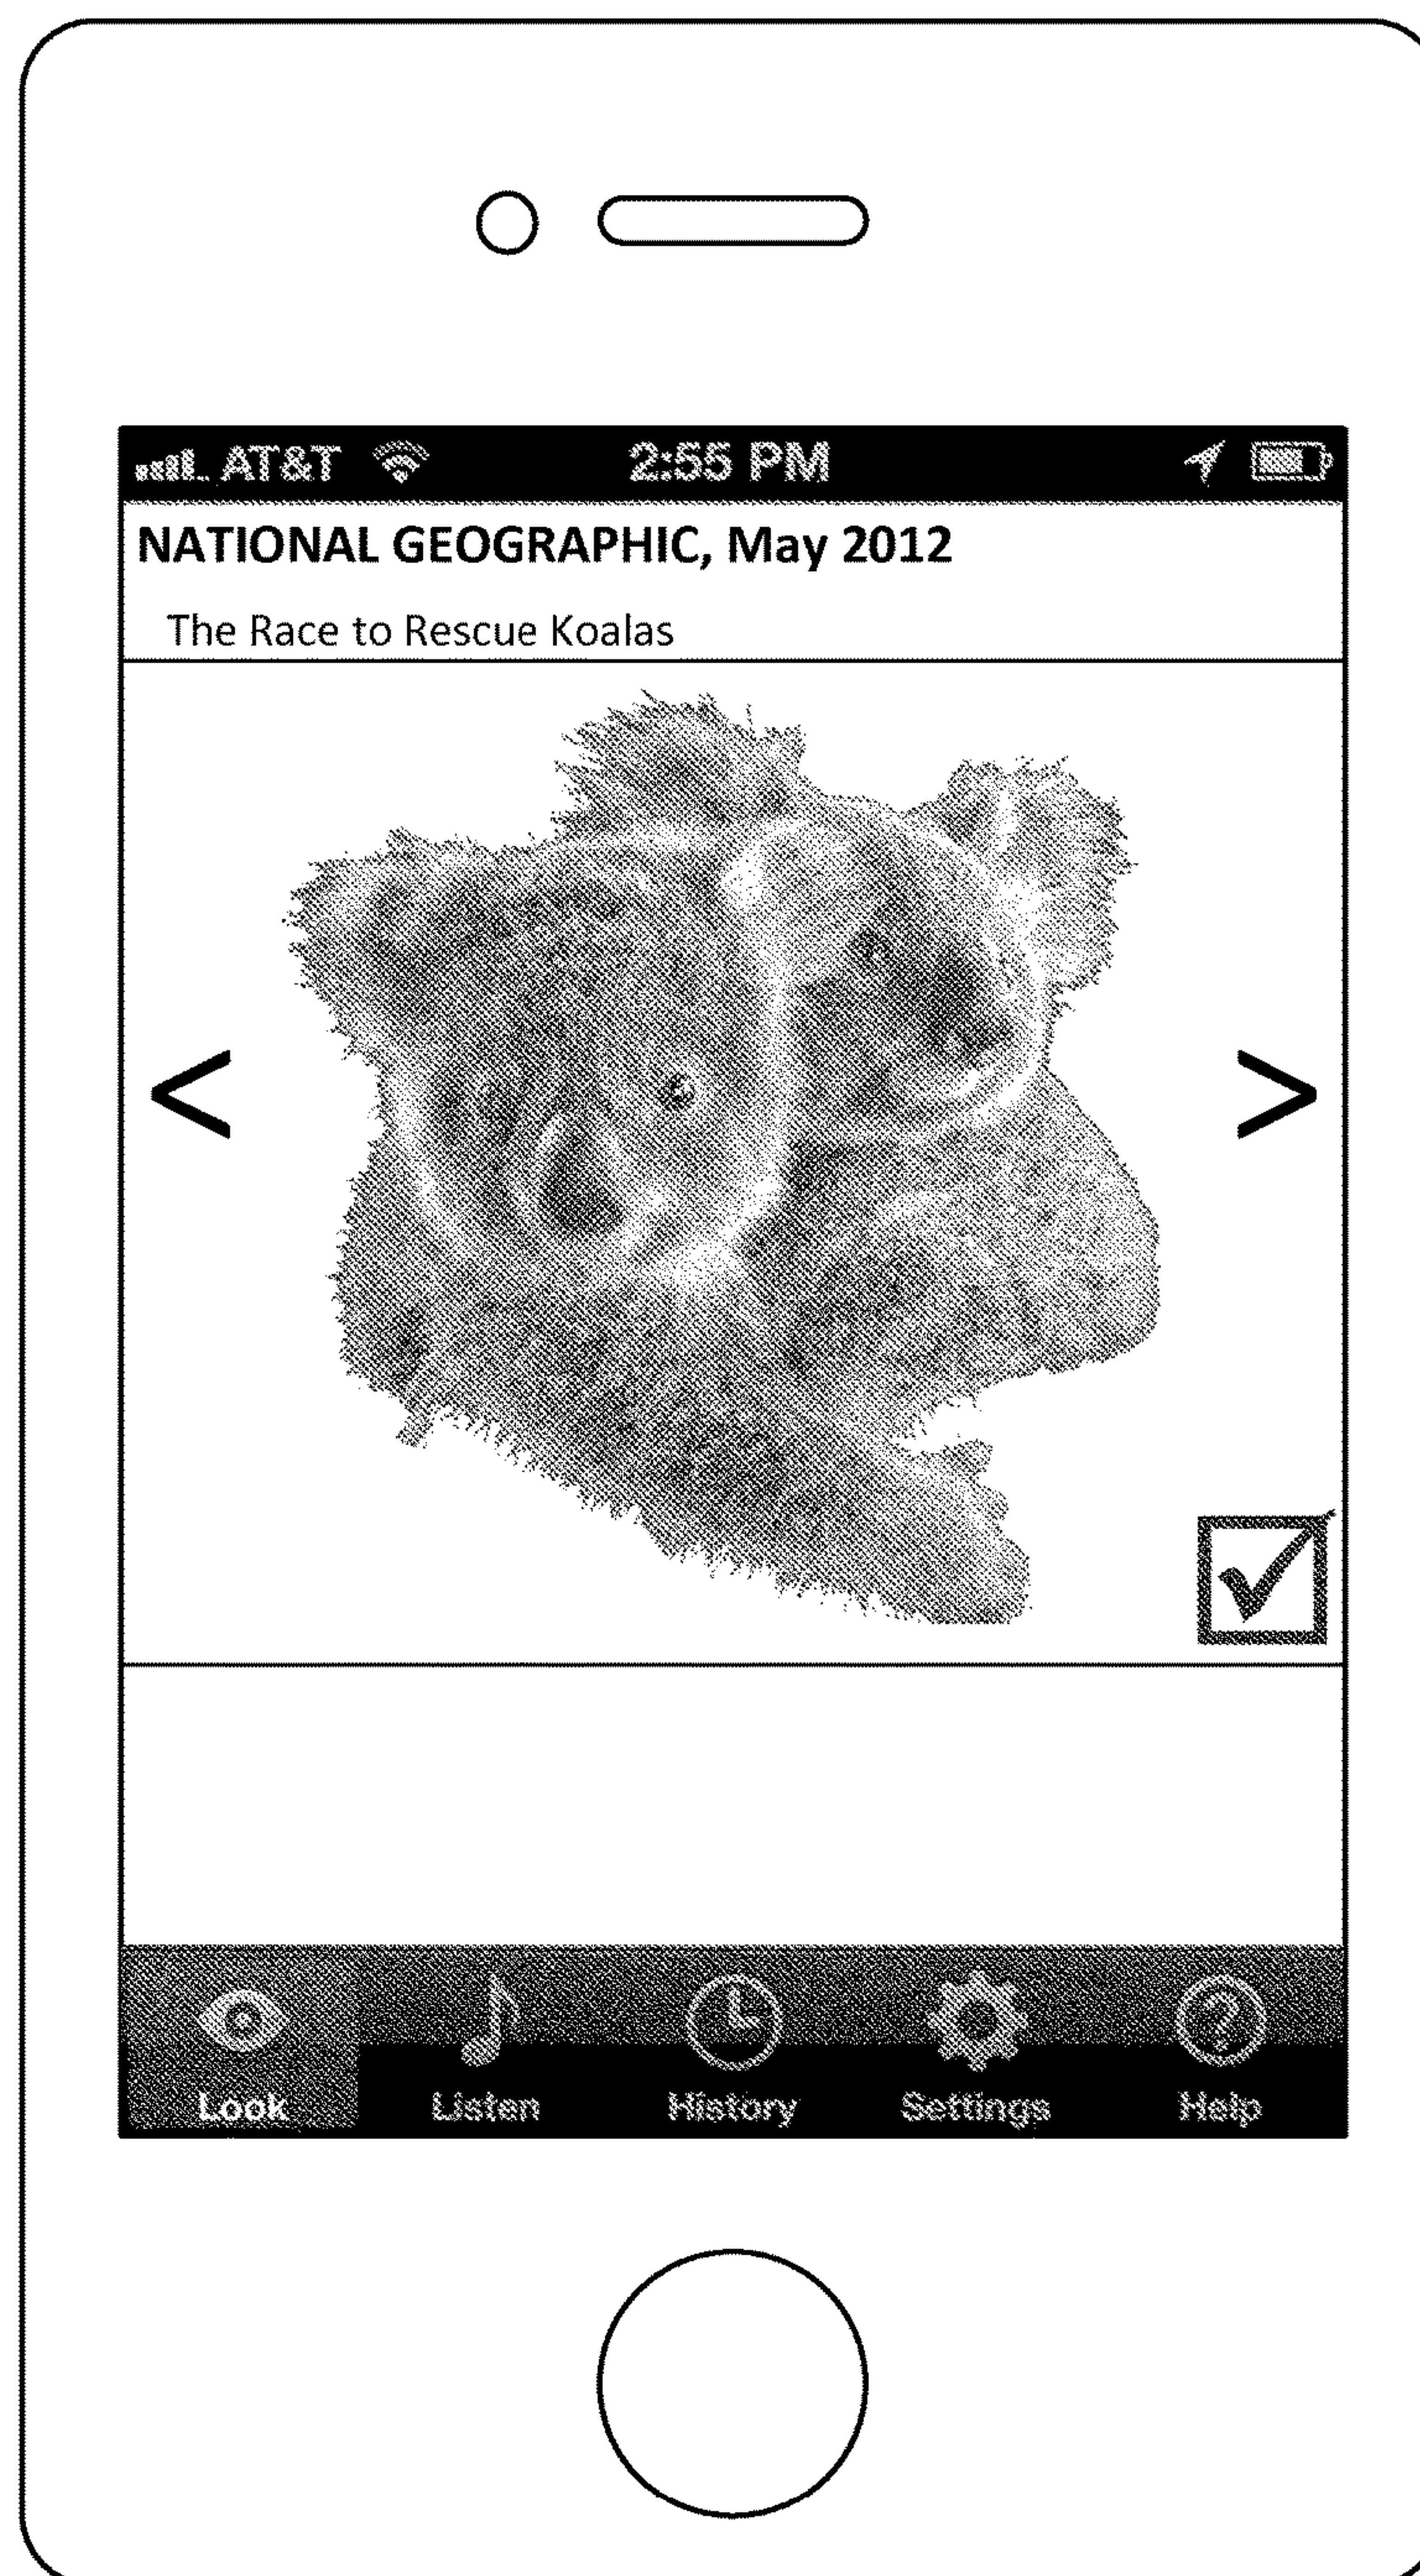 AT&T 2:55 PM
NATIONAL GEOGRAPHIC, May 2012
The Race to Rescue Koalas
< >
Look Listen History Settings Help